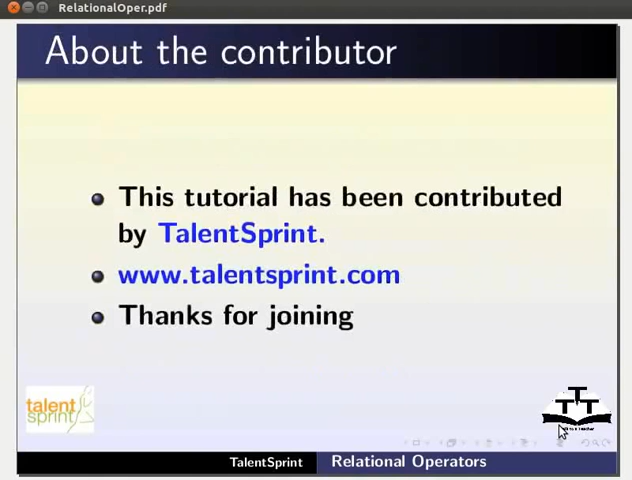 RelationalOper.pdf
About the contributor
This tutorial has been contributed
by TalentSprint.
www.talentsprint.com
Thanks for joining
talent
sprint
TTT
TalentSprint Relational Operators